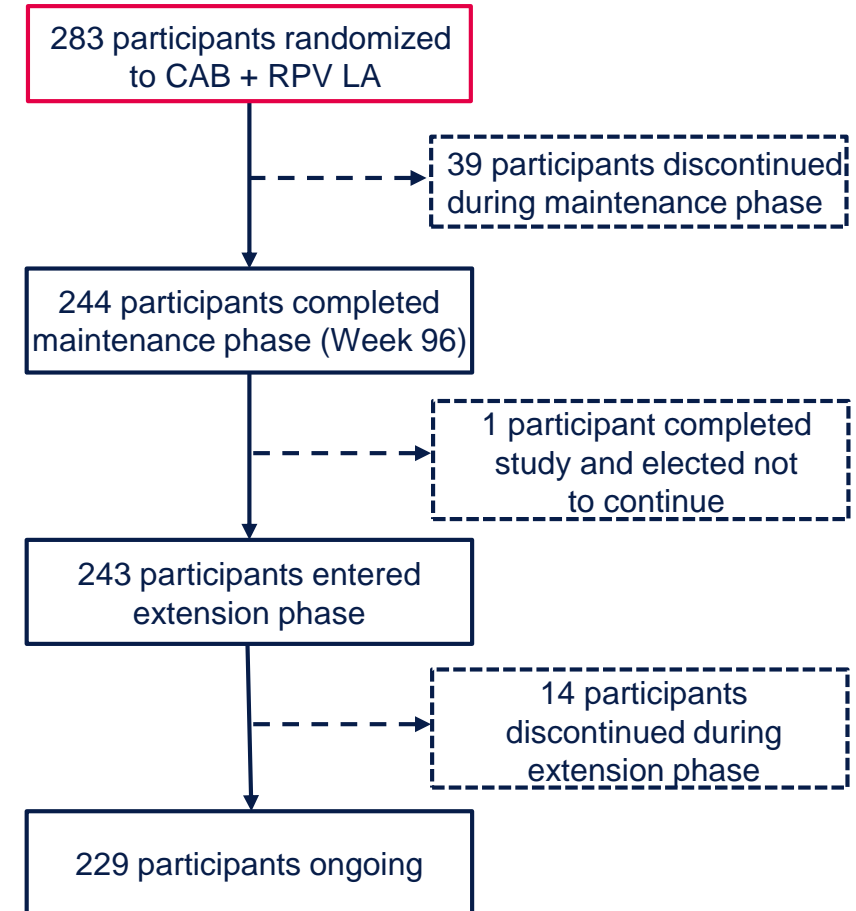 283 participants randomized
to CAB + RPV LA
39 participants discontinued
during maintenance phase
244 participants completed
maintenance phase (Week 96)
1 participant completed
study and elected not
to continue
243 participants entered
extension phase
14 participants
discontinued during
extension phase
229 participants ongoing